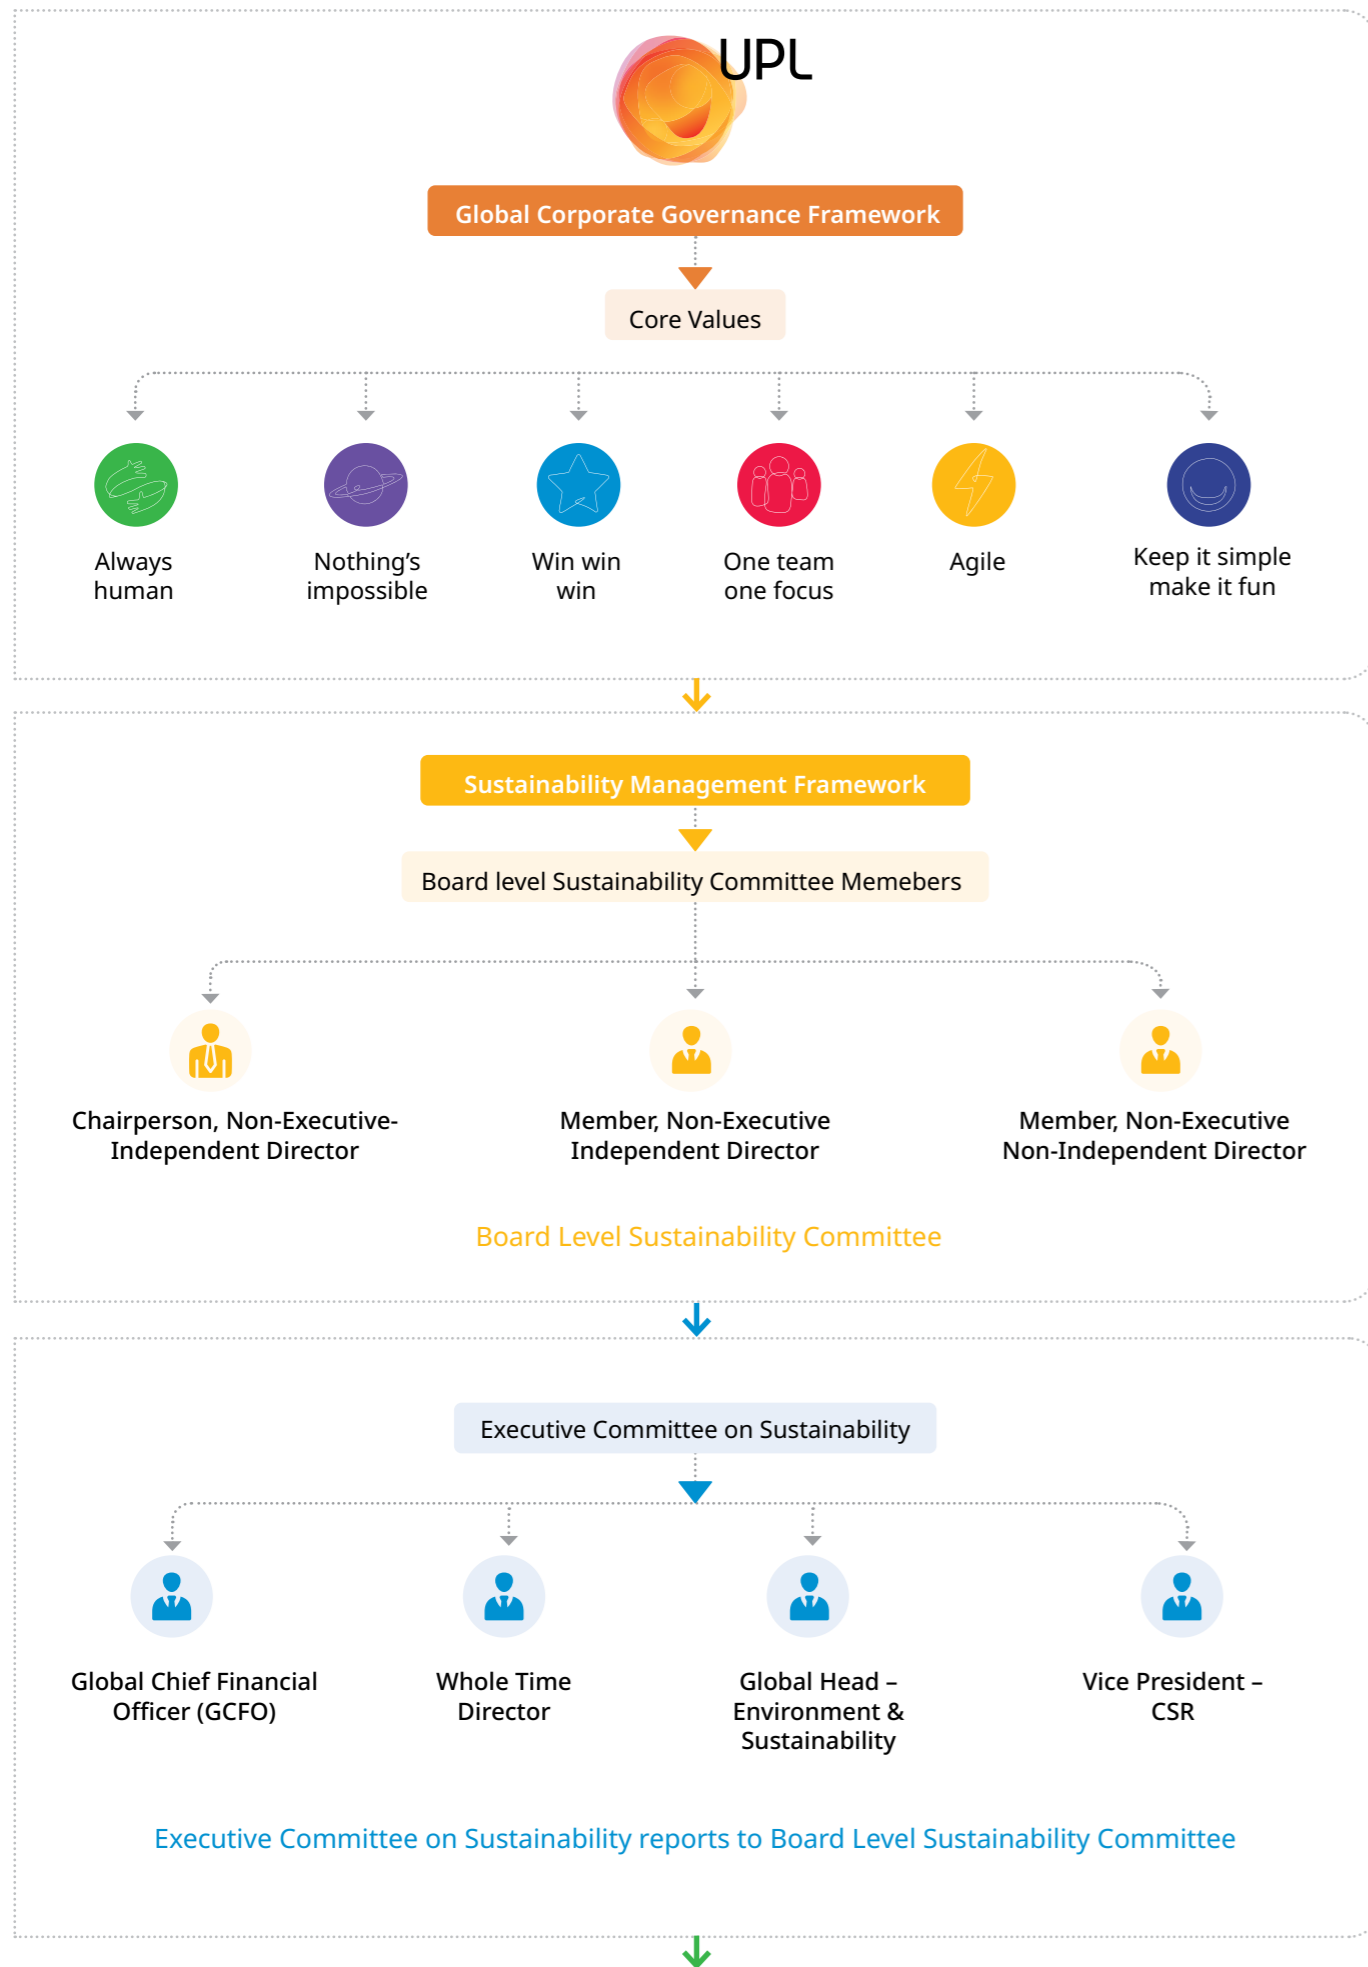 UPL
Global Corporate Governance Framework
Core Values
Always
human
Nothing’s
impossible
Win win
win
One team
one focus
Agile
Keep it simple
make it fun
Sustainability Management Framework
Board level Sustainability Committee Memebers
Chairperson, Non-Executive-
Independent Director
Member, Non-Executive
Independent Director
Member, Non-Executive
Non-Independent Director
Board Level Sustainability Committee
Executive Committee on Sustainability
Global Chief Financial
Officer (GCFO)
Whole Time
Director
Global Head –
Environment &
Sustainability
Vice President –
CSR
Executive Committee on Sustainability reports to Board Level Sustainability Committee